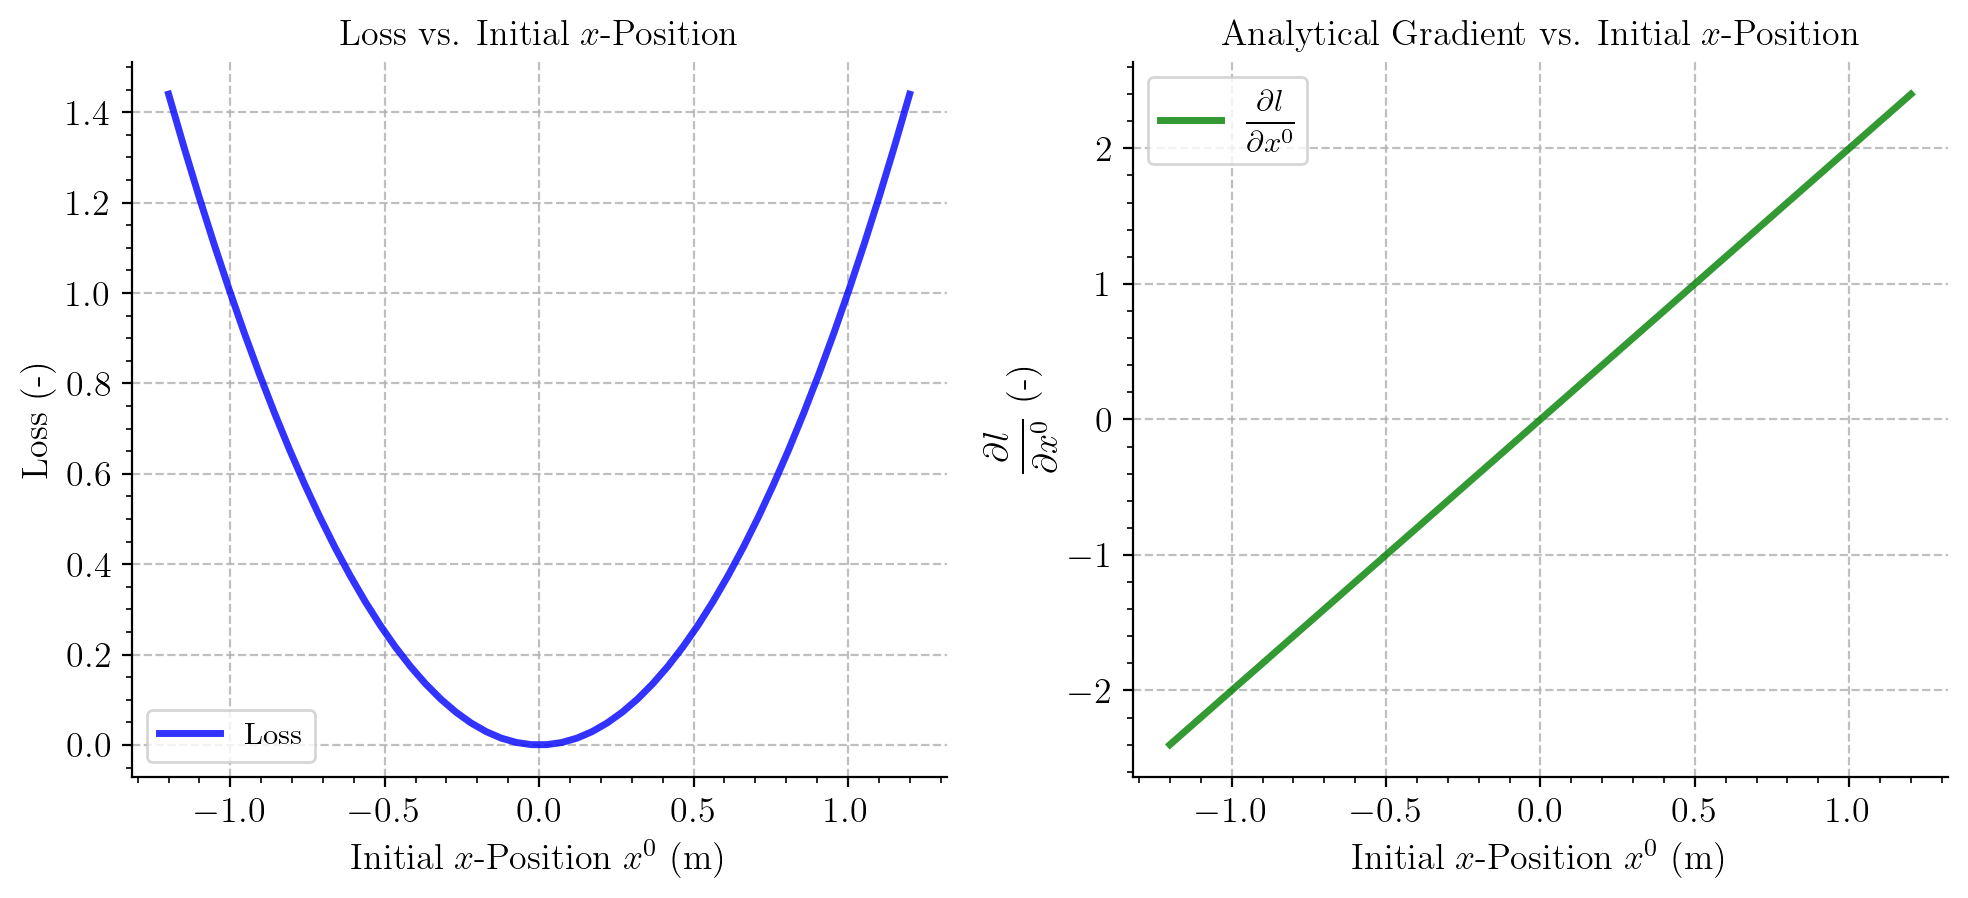 Loss vs. Initial x-Position
1.4
1.2
1.0
0.8
0.6
0.4
0.2
0.0
Loss (-)
Loss
−1.0 −0.5 0.0 0.5 1.0
Initial x-Position x⁰ (m)
Analytical Gradient vs. Initial x-Position
∂l
∂x⁰
2
1
0
−1
−2
∂l
∂x⁰ (-)
−1.0 −0.5 0.0 0.5 1.0
Initial x-Position x⁰ (m)